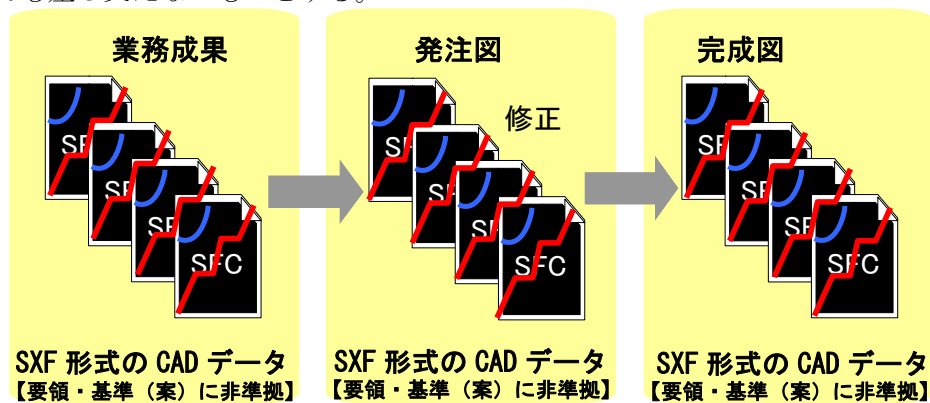 業務成果
発注図
完成図
修正
SFC
SFC
SFC
SXF 形式の CAD データ
【要領・基準（案）に非準拠】
SXF 形式の CAD データ
【要領・基準（案）に非準拠】
SXF 形式の CAD データ
【要領・基準（案）に非準拠】